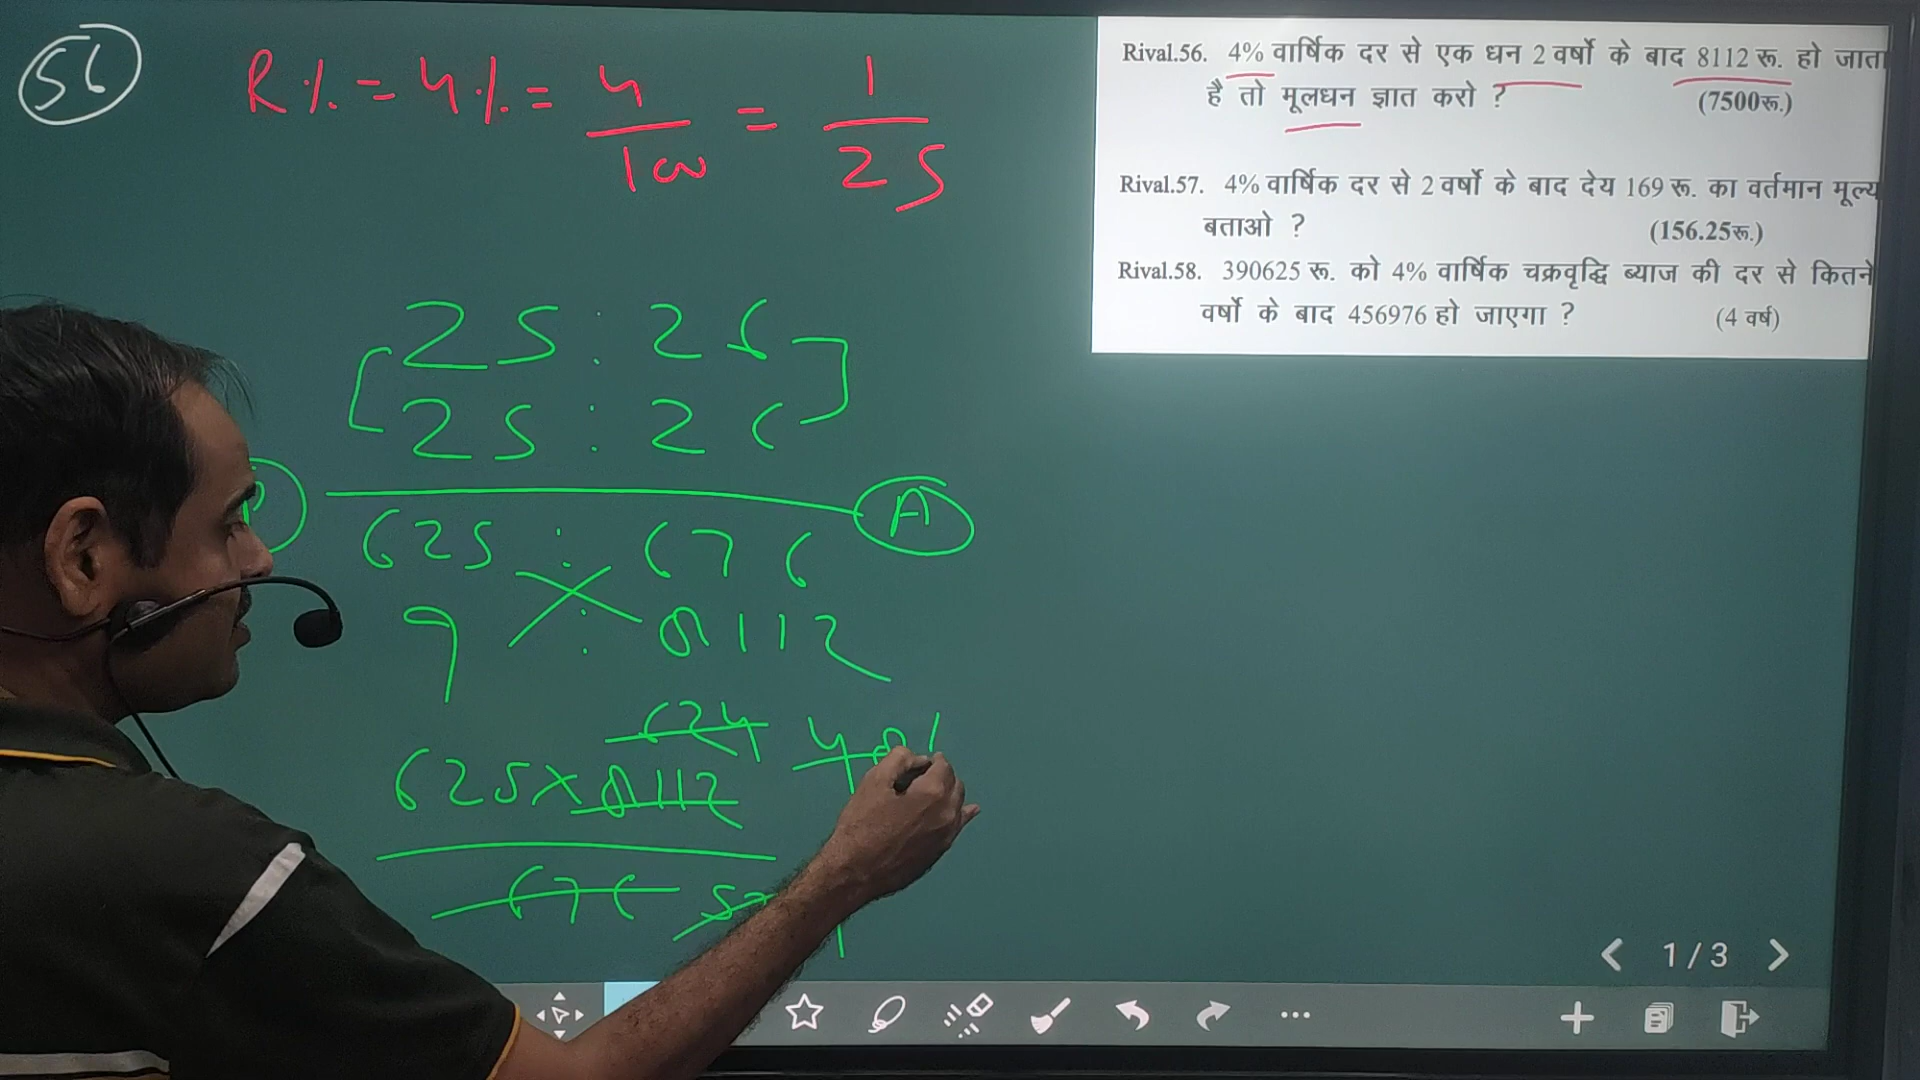 56
R% = 4% = 4/100 = 1/25
25 : 26
25 : 26
A
625 : 676
? : 8112
624 48
625 × 8112
676 52
Rival.56. 4% वार्षिक दर से एक धन 2 वर्षो के बाद 8112 रू. हो जाता
है तो मूलधन ज्ञात करो ? (7500रू.)
Rival.57. 4% वार्षिक दर से 2 वर्षो के बाद देय 169 रू. का वर्तमान मूल्य
बताओ ? (156.25रू.)
Rival.58. 390625 रू. को 4% वार्षिक चक्रवृद्धि ब्याज की दर से कितने
वर्षो के बाद 456976 हो जाएगा ? (4 वर्ष)
1 / 3